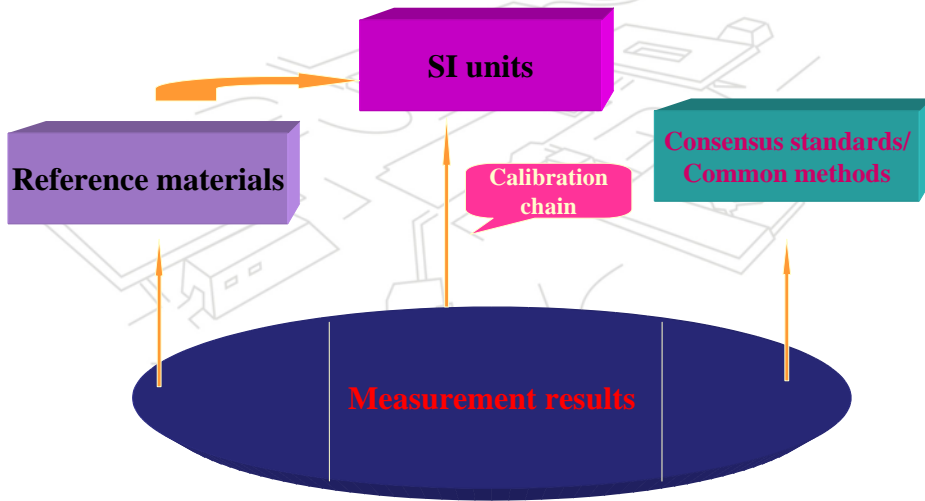 SI units
Reference materials
Consensus standards/
Common methods
Calibration
chain
Measurement results